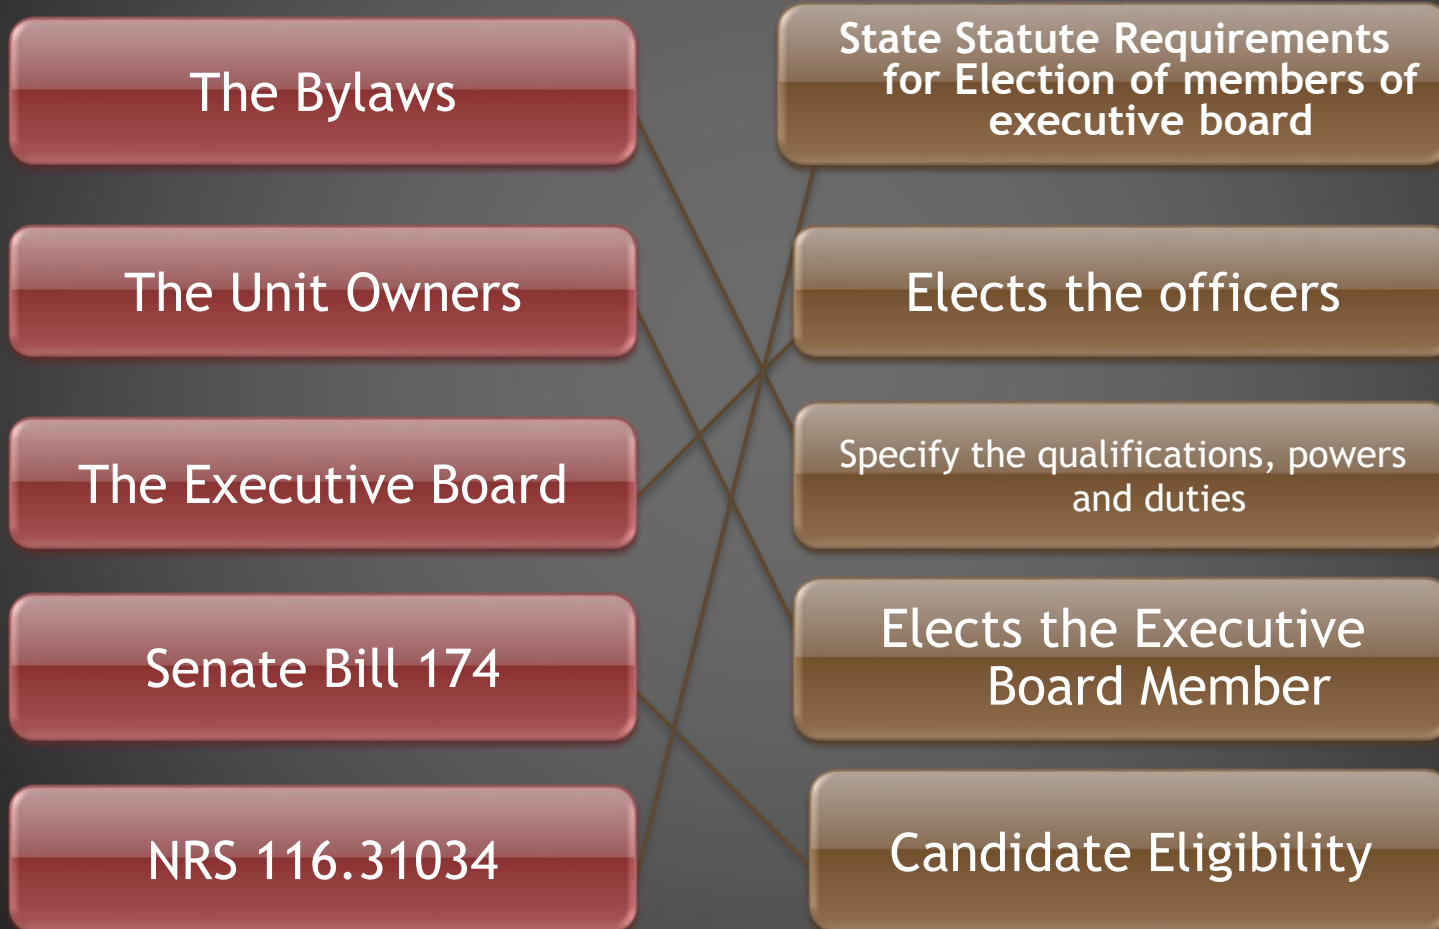 The Bylaws
The Unit Owners
The Executive Board
Senate Bill 174
NRS 116.31034
State Statute Requirements
for Election of members of
executive board
Elects the officers
Specify the qualifications, powers
and duties
Elects the Executive
Board Member
Candidate Eligibility